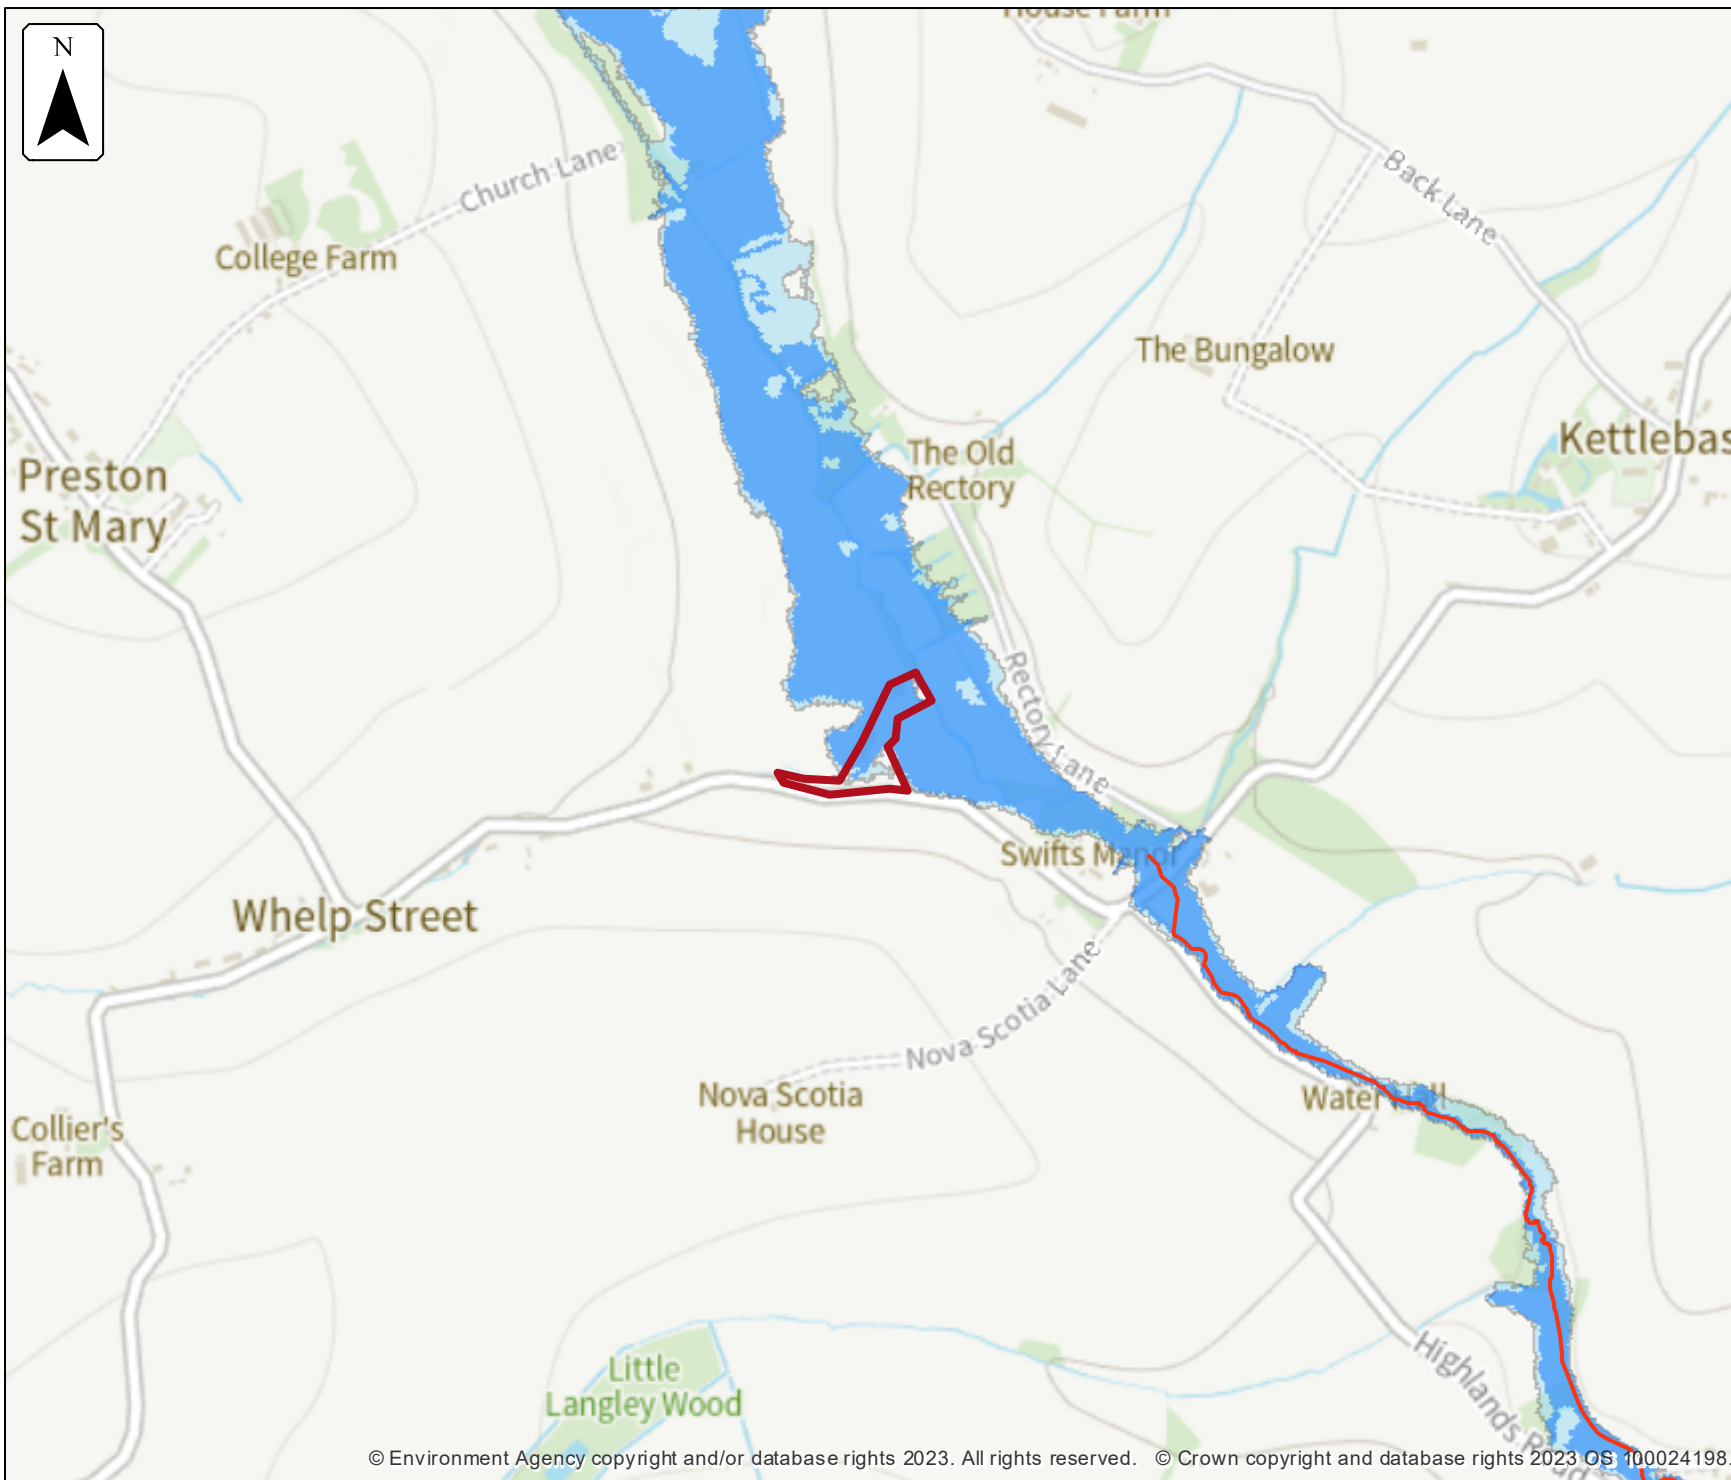 House Farm
N
Church Lane
Back Lane
College Farm
The Bungalow
Kettlebas
The Old
Rectory
Preston
St Mary
Rectory Lane
Swifts Manor
Whelp Street
Nova Scotia Lane
Nova Scotia
House
Water Hall
Collier's
Farm
Highlands Road
Little
Langley Wood
© Environment Agency copyright and/or database rights 2023. All rights reserved. © Crown copyright and database rights 2023 OS 100024198.